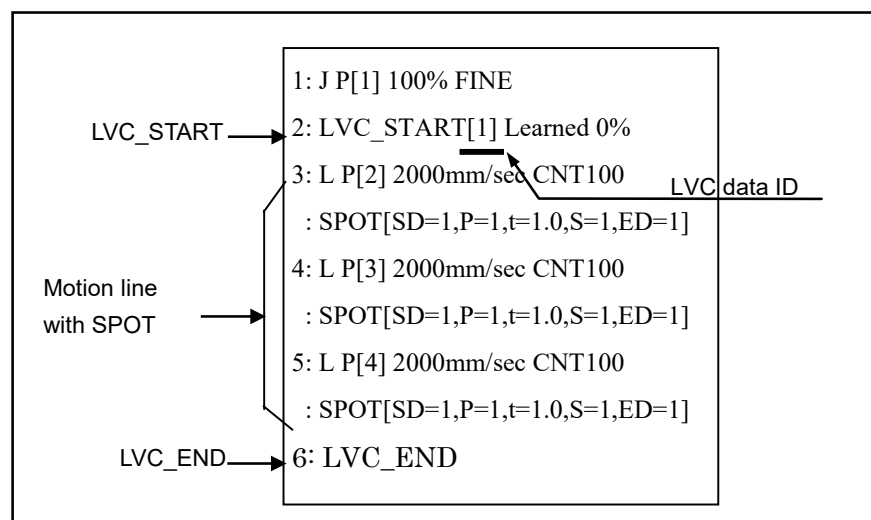 1: J P[1] 100% FINE
LVC_START
2: LVC_START[1] Learned 0%
3: L P[2] 2000mm/sec CNT100
LVC data ID
: SPOT[SD=1,P=1,t=1.0,S=1,ED=1]
4: L P[3] 2000mm/sec CNT100
Motion line
with SPOT
: SPOT[SD=1,P=1,t=1.0,S=1,ED=1]
5: L P[4] 2000mm/sec CNT100
: SPOT[SD=1,P=1,t=1.0,S=1,ED=1]
LVC_END
6: LVC_END